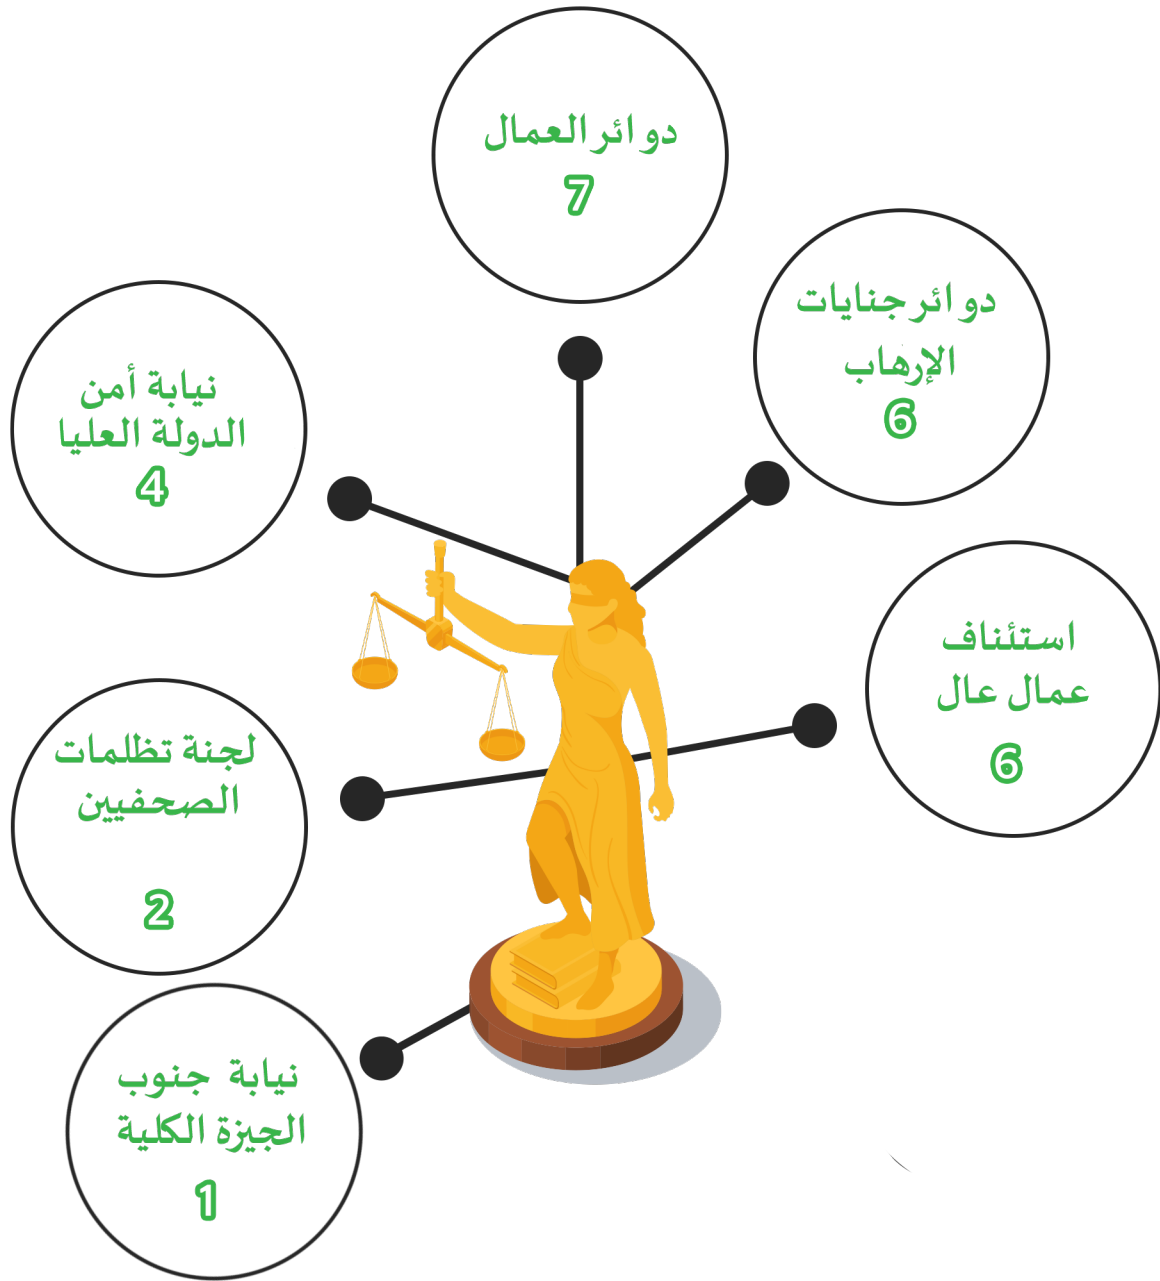 دوائر العمال
7
دوائر جنايات
الإرهاب
6
استئناف
عمال عال
6
نيابة أمن
الدولة العليا
4
لجنة تظلمات
الصحفيين
2
نيابة جنوب
الجيزة الكلية
1